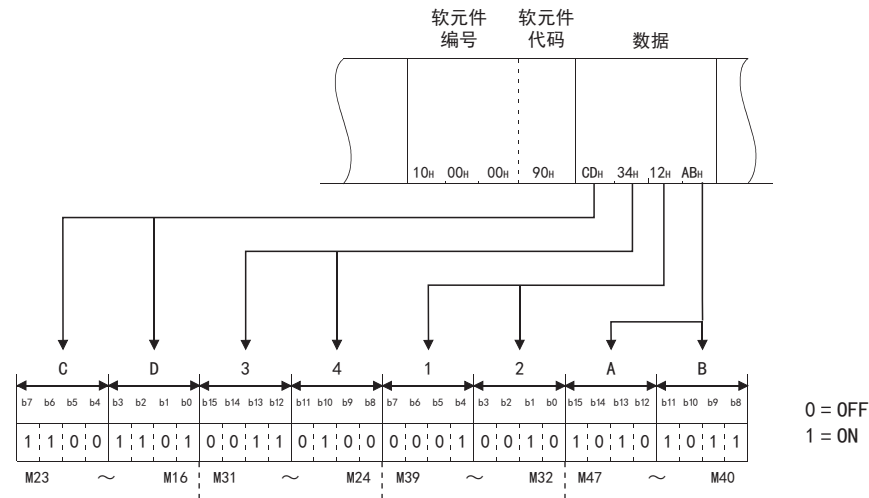 软元件 软元件
编号 代码 数据
10H 00H 00H 90H CDH 34H 12H ABH
C D 3 4 1 2 A B
b7 b6 b5 b4 b3 b2 b1 b0 b15 b14 b13 b12 b11 b10 b9 b8 b7 b6 b5 b4 b3 b2 b1 b0 b15 b14 b13 b12 b11 b10 b9 b8
1 1 0 0 1 1 0 1 0 0 1 1 0 1 0 0 0 0 0 1 0 0 1 0 1 0 1 0 1 0 1 1
M23 ～ M16 M31 ～ M24 M39 ～ M32 M47 ～ M40
0 = OFF
1 = ON